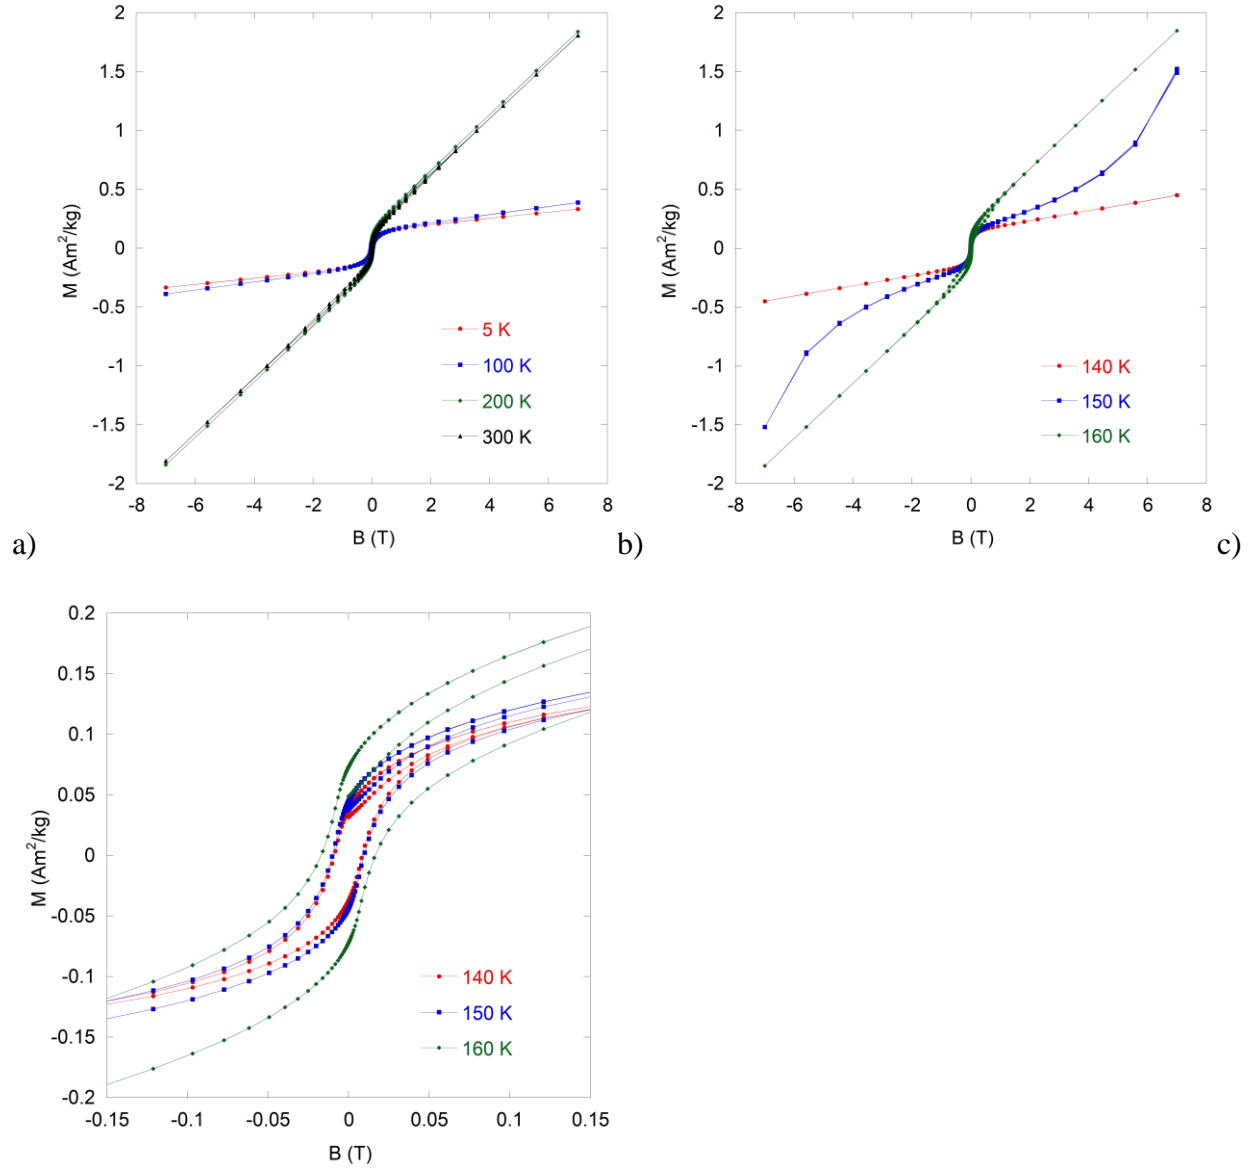 2
1.5
1
0.5
0
-0.5
-1
-1.5
-2
M (Am²/kg)
5 K
100 K
200 K
300 K
-8 -6 -4 -2 0 2 4 6 8
B (T)
a)
2
1.5
1
0.5
0
-0.5
-1
-1.5
-2
M (Am²/kg)
140 K
150 K
160 K
-8 -6 -4 -2 0 2 4 6 8
B (T)
b)
c)
0.2
0.15
0.1
0.05
0
-0.05
-0.1
-0.15
-0.2
M (Am²/kg)
140 K
150 K
160 K
-0.15 -0.1 -0.05 0 0.05 0.1 0.15
B (T)